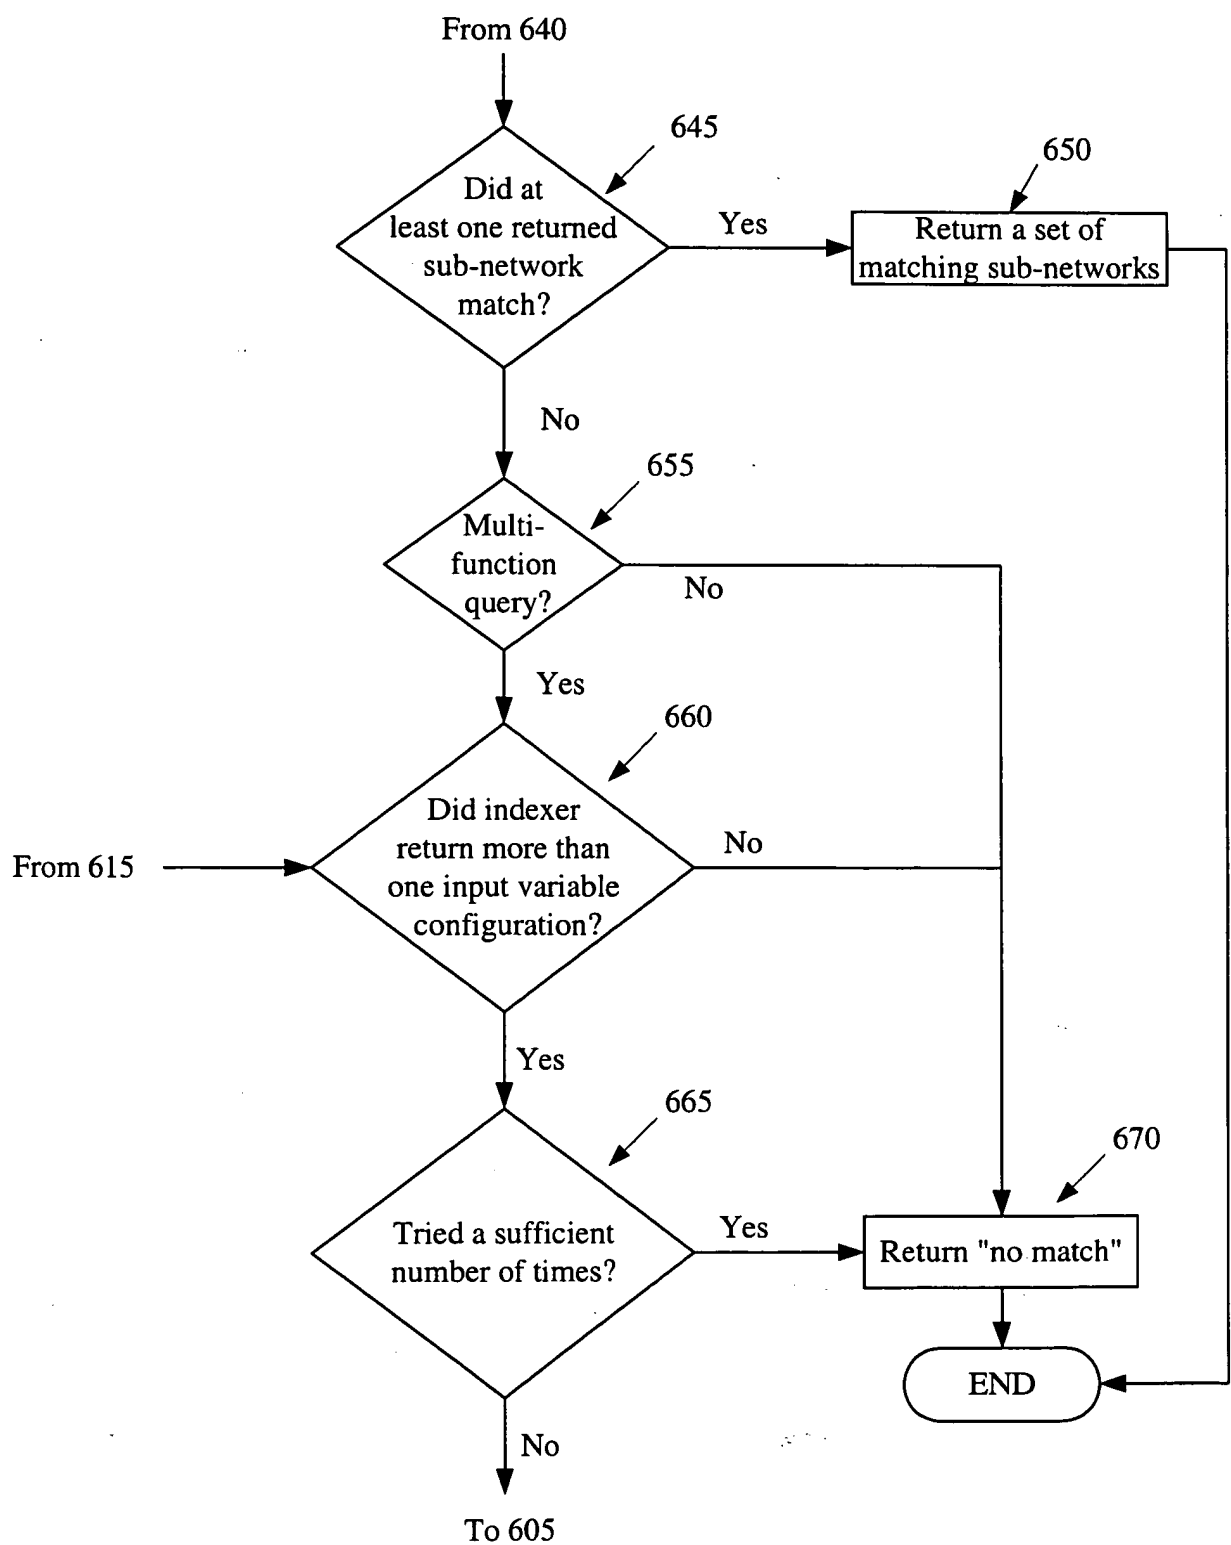 From 640
645
Did at
least one returned
sub-network
match?
Yes
650
Return a set of
matching sub-networks
No
655
Multi-
function
query?
No
Yes
660
From 615
Did indexer
return more than
one input variable
configuration?
No
Yes
665
Tried a sufficient
number of times?
Yes
670
Return "no match"
END
No
To 605